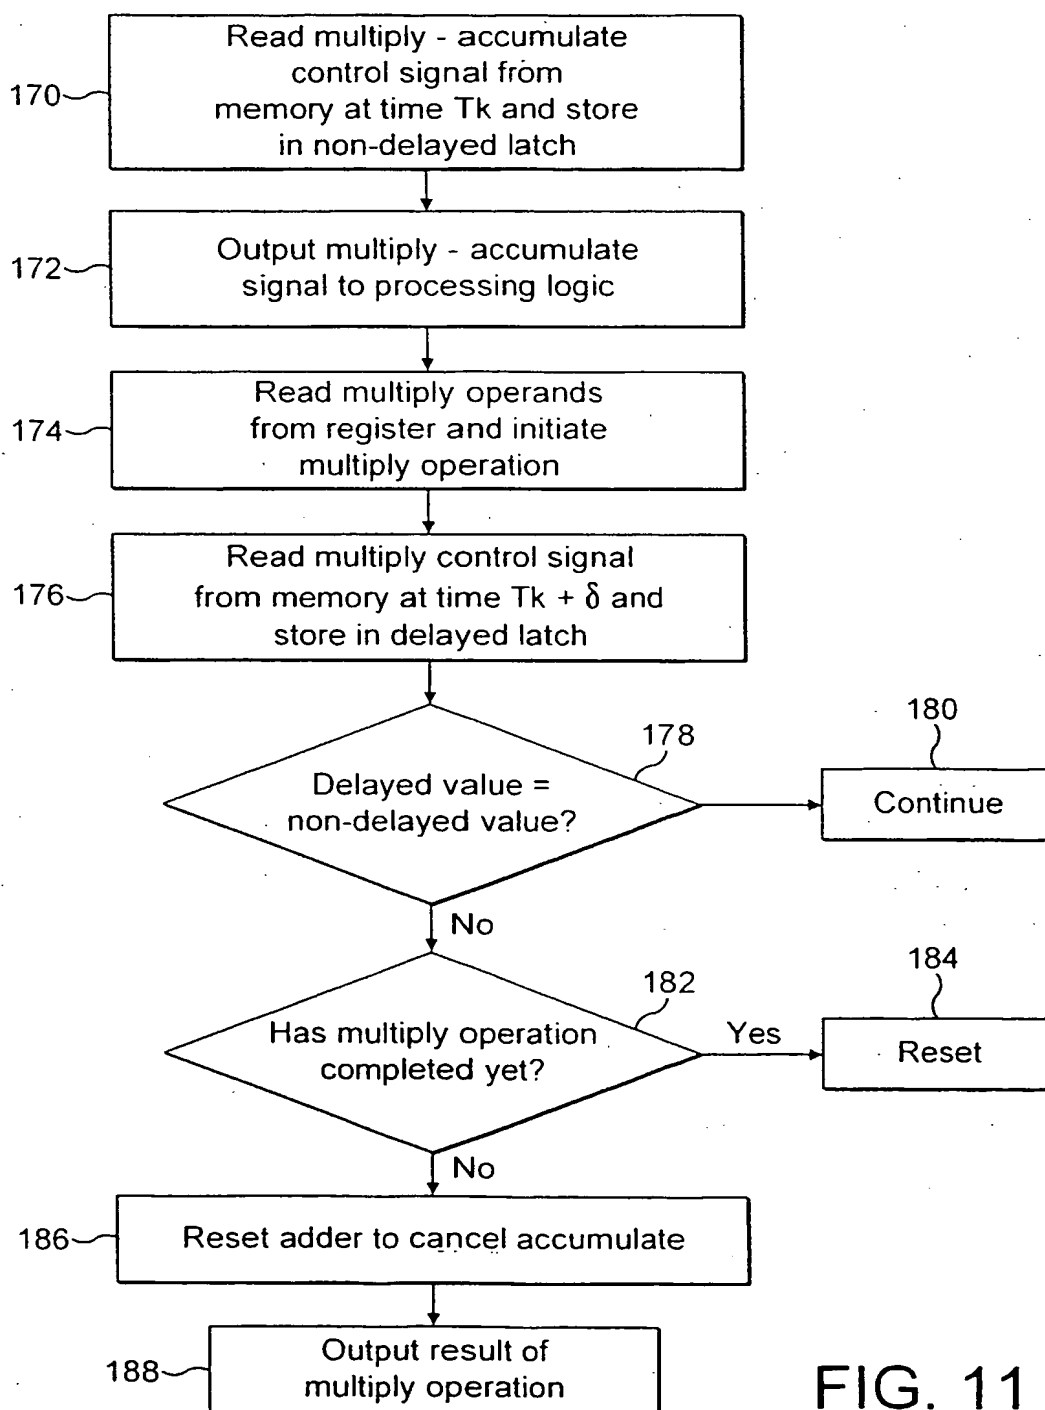 Read multiply - accumulate
control signal from
memory at time Tk and store
in non-delayed latch
170
Output multiply - accumulate
signal to processing logic
172
Read multiply operands
from register and initiate
multiply operation
174
Read multiply control signal
from memory at time Tk + δ and
store in delayed latch
176
Delayed value =
non-delayed value?
178
180
Continue
No
Has multiply operation
completed yet?
182
Yes
184
Reset
No
186
Reset adder to cancel accumulate
188
Output result of
multiply operation
FIG. 11